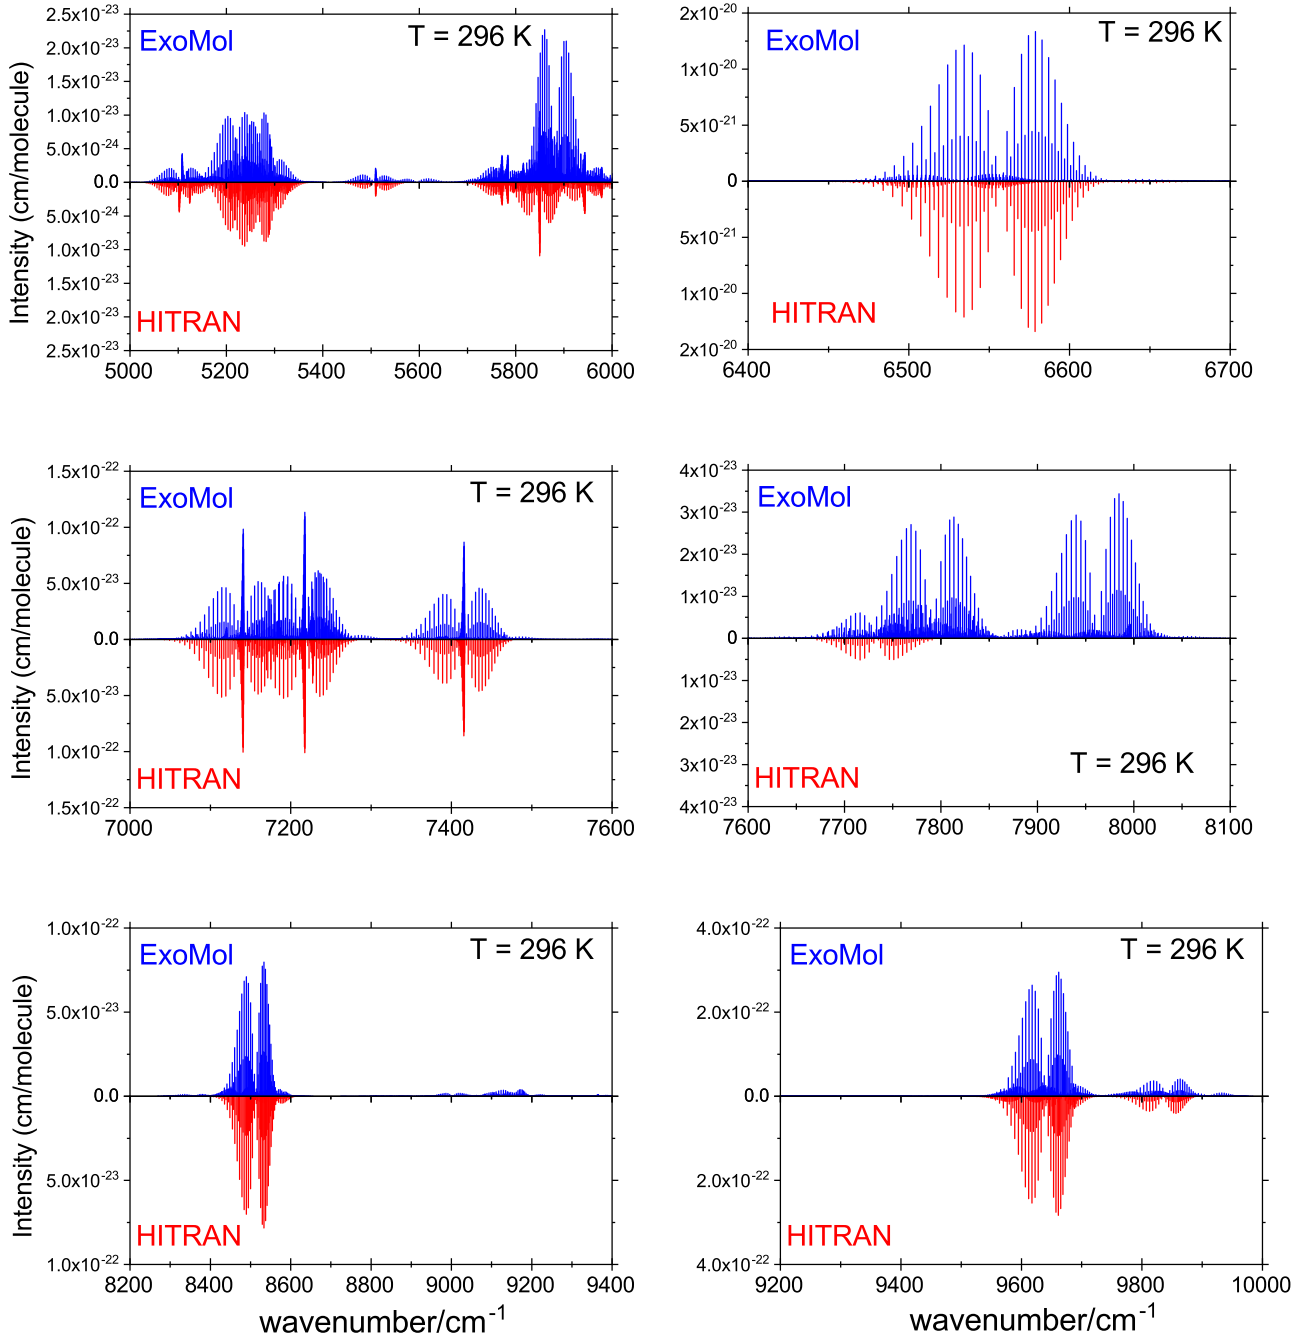 2.5x10⁻²³
2.0x10⁻²³
1.5x10⁻²³
1.0x10⁻²³
5.0x10⁻²⁴
0.0
5.0x10⁻²⁴
1.0x10⁻²³
1.5x10⁻²³
2.0x10⁻²³
2.5x10⁻²³
Intensity (cm/molecule)
ExoMol
T = 296 K
HITRAN
5000 5200 5400 5600 5800 6000
2x10⁻²⁰
1x10⁻²⁰
5x10⁻²¹
0
5x10⁻²¹
1x10⁻²⁰
2x10⁻²⁰
ExoMol
T = 296 K
HITRAN
6400 6500 6600 6700
1.5x10⁻²²
1.0x10⁻²²
5.0x10⁻²³
0.0
5.0x10⁻²³
1.0x10⁻²²
1.5x10⁻²²
Intensity (cm/molecule)
ExoMol
T = 296 K
HITRAN
7000 7200 7400 7600
4x10⁻²³
3x10⁻²³
2x10⁻²³
1x10⁻²³
0
1x10⁻²³
2x10⁻²³
3x10⁻²³
4x10⁻²³
ExoMol
T = 296 K
HITRAN
7600 7700 7800 7900 8000 8100
1.0x10⁻²²
5.0x10⁻²³
0.0
5.0x10⁻²³
1.0x10⁻²²
Intensity (cm/molecule)
ExoMol
T = 296 K
HITRAN
8200 8400 8600 8800 9000 9200 9400
wavenumber/cm⁻¹
4.0x10⁻²²
2.0x10⁻²²
0.0
2.0x10⁻²²
4.0x10⁻²²
ExoMol
T = 296 K
HITRAN
9200 9400 9600 9800 10000
wavenumber/cm⁻¹